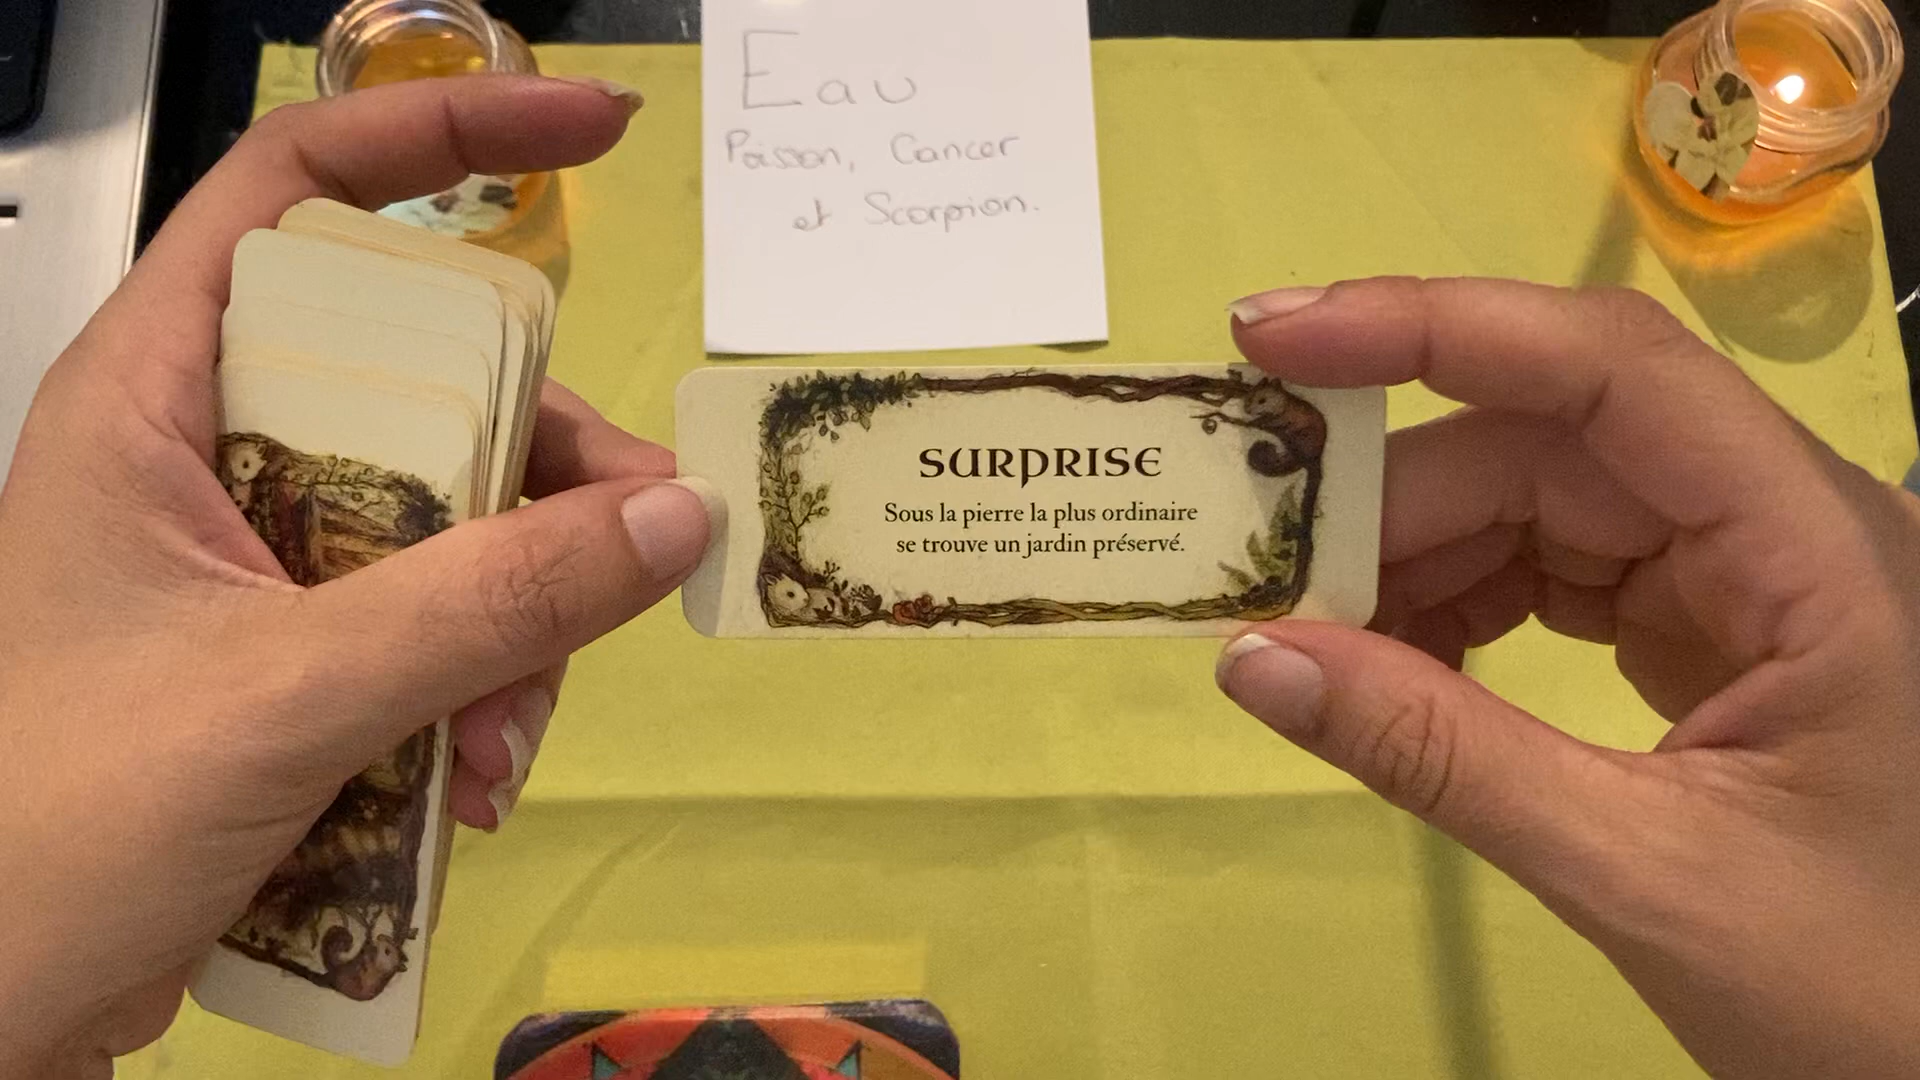 Eau
Poisson, Cancer
et Scorpion.
SURPRISE
Sous la pierre la plus ordinaire
se trouve un jardin préservé.